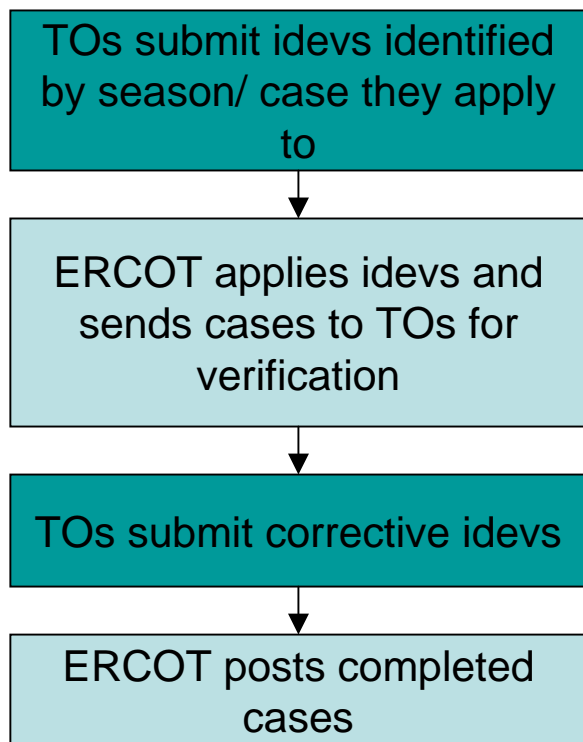 TOs submit idevs identified
by season/ case they apply
to
ERCOT applies idevs and
sends cases to TOs for
verification
TOs submit corrective idevs
ERCOT posts completed
cases